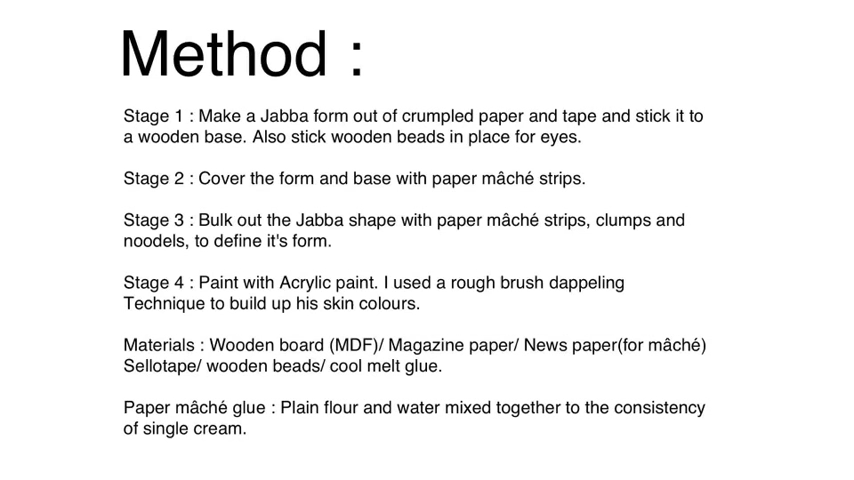 Method :
Stage 1 : Make a Jabba form out of crumpled paper and tape and stick it to
a wooden base. Also stick wooden beads in place for eyes.
Stage 2 : Cover the form and base with paper mâché strips.
Stage 3 : Bulk out the Jabba shape with paper mâché strips, clumps and
noodels, to define it's form.
Stage 4 : Paint with Acrylic paint. I used a rough brush dappeling
Technique to build up his skin colours.
Materials : Wooden board (MDF)/ Magazine paper/ News paper(for mâché)
Sellotape/ wooden beads/ cool melt glue.
Paper mâché glue : Plain flour and water mixed together to the consistency
of single cream.